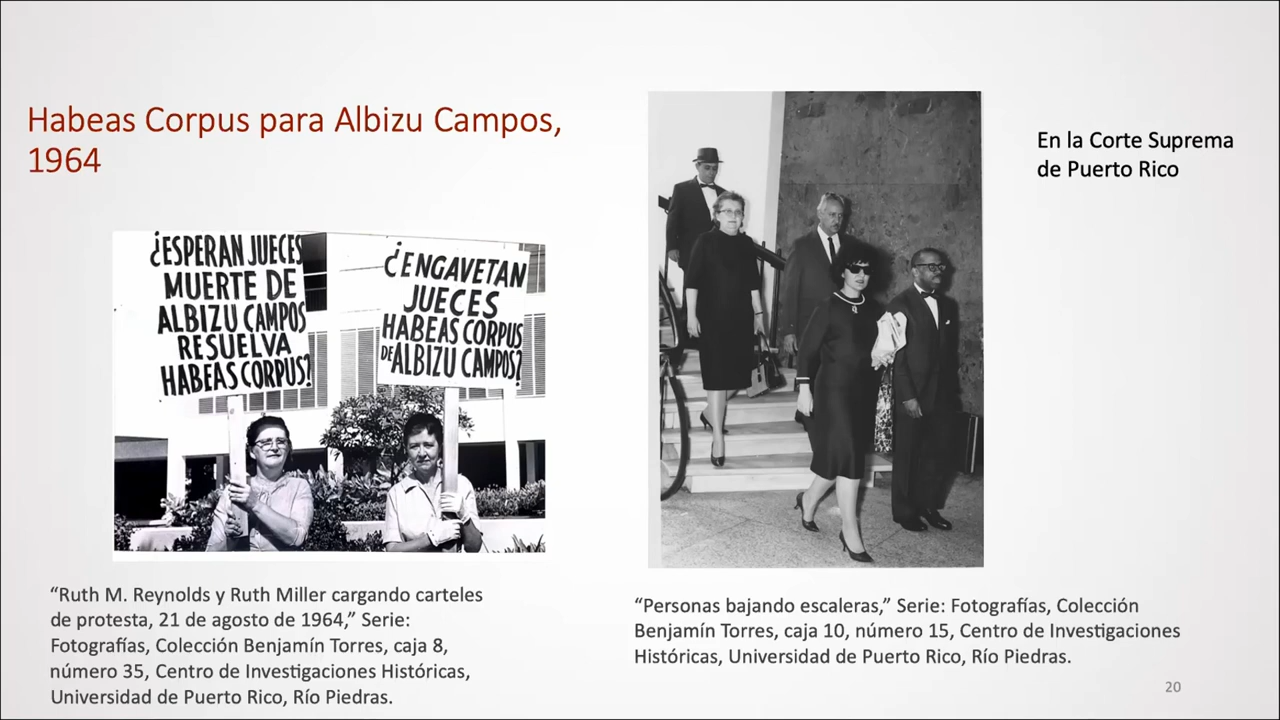 Habeas Corpus para Albizu Campos,
1964
¿ESPERAN JUECES
MUERTE DE
ALBIZU CAMPOS
RESUELVA
HABEAS CORPUS?
¿ENGAVETAN
JUECES
HABEAS CORPUS
DE ALBIZU CAMPOS?
“Ruth M. Reynolds y Ruth Miller cargando carteles
de protesta, 21 de agosto de 1964,” Serie:
Fotografías, Colección Benjamín Torres, caja 8,
número 35, Centro de Investigaciones Históricas,
Universidad de Puerto Rico, Río Piedras.
En la Corte Suprema
de Puerto Rico
“Personas bajando escaleras,” Serie: Fotografías, Colección
Benjamín Torres, caja 10, número 15, Centro de Investigaciones
Históricas, Universidad de Puerto Rico, Río Piedras.
20